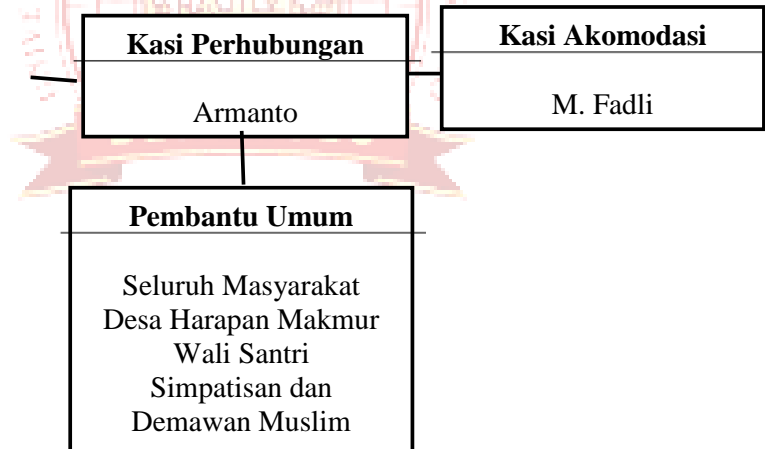 Kasi Perhubungan
Armanto
Kasi Akomodasi
M. Fadli
Pembantu Umum
Seluruh Masyarakat
Desa Harapan Makmur
Wali Santri
Simpatisan dan
Demawan Muslim